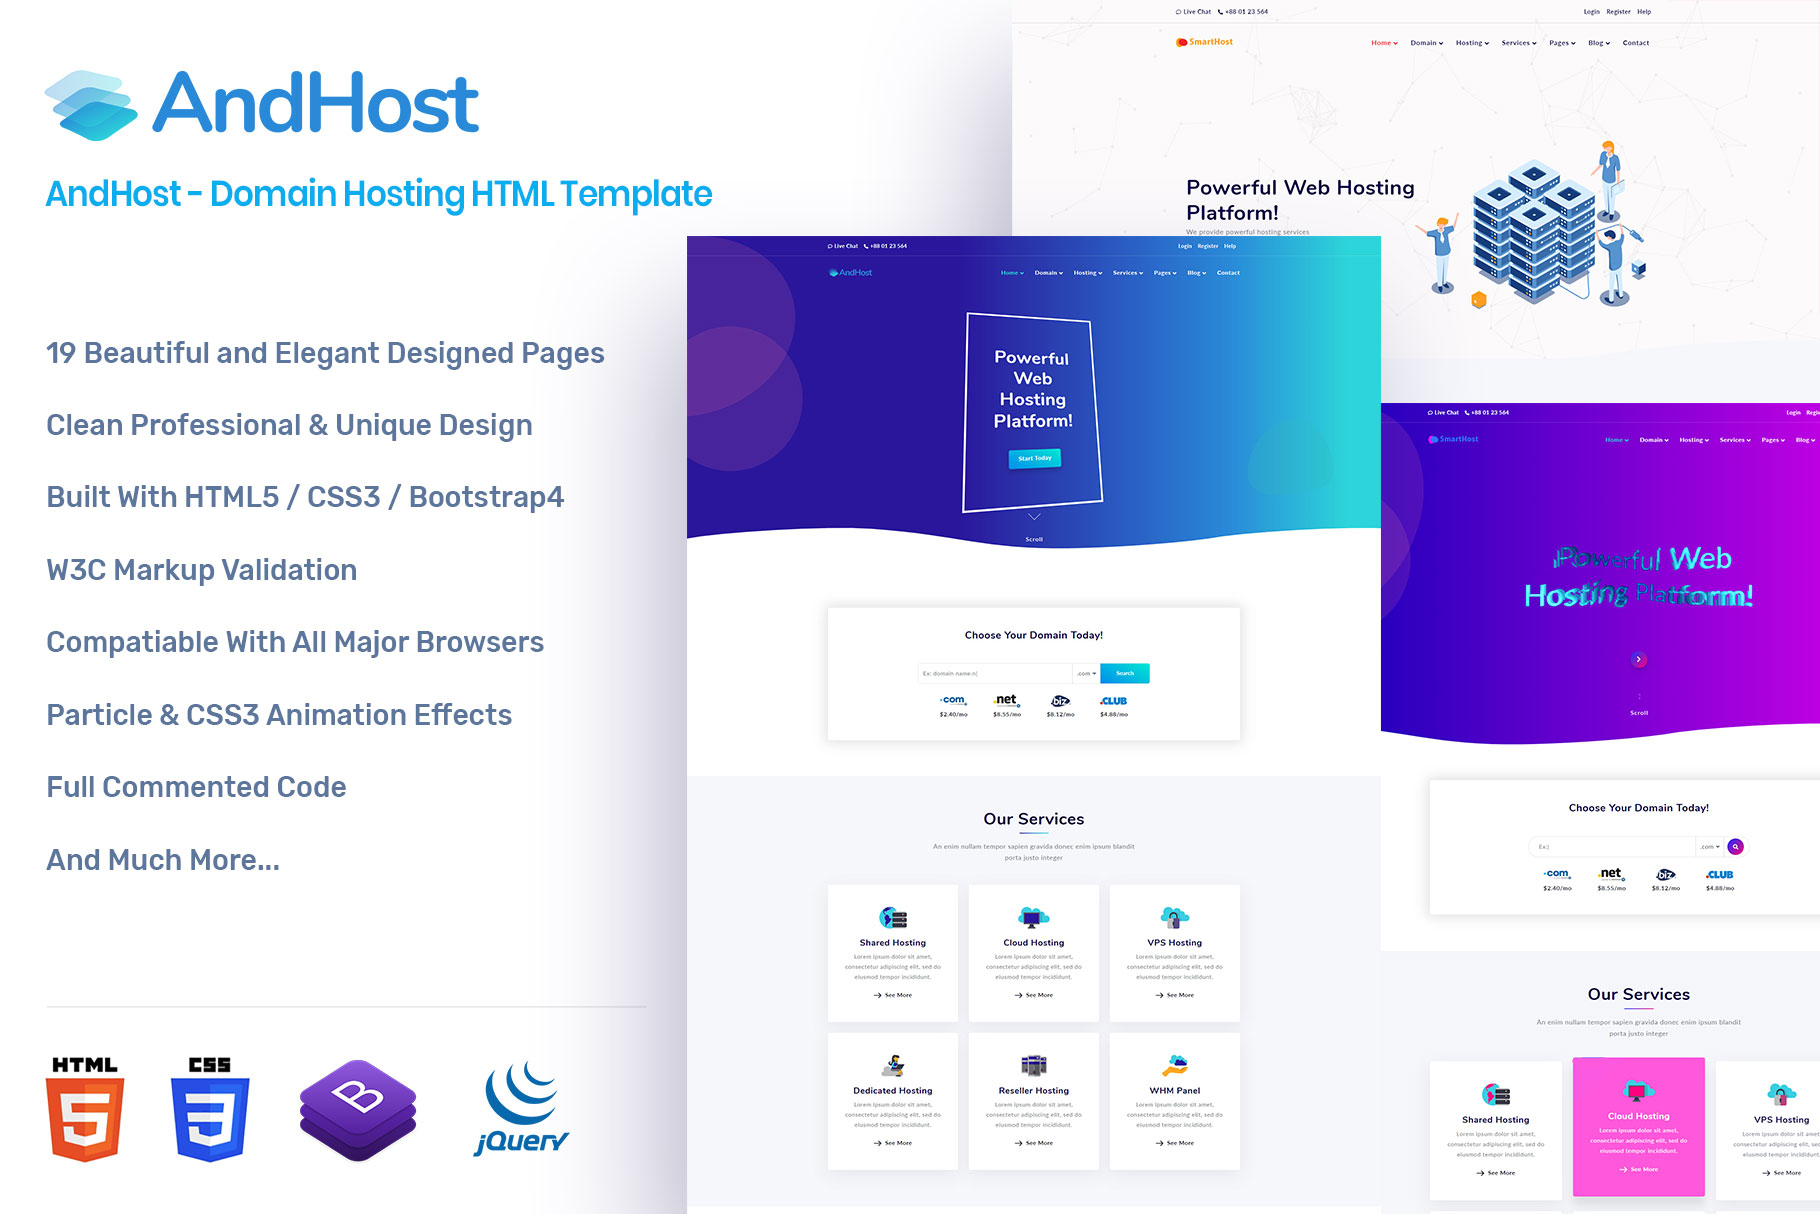 AndHost
AndHost - Domain Hosting HTML Template
19 Beautiful and Elegant Designed Pages
Clean Professional & Unique Design
Built With HTML5 / CSS3 / Bootstrap4
W3C Markup Validation
Compatiable With All Major Browsers
Particle & CSS3 Animation Effects
Full Commented Code
And Much More...
HTML
5
CSS
3
B
jQuery
Live Chat +88 01 23 564
Login Register Help
SmartHost
Home Domain Hosting Services Pages Blog Contact
Powerful Web Hosting
Platform!
We provide powerful hosting services
Live Chat +88 01 23 564
Login Register Help
AndHost
Home Domain Hosting Services Pages Blog Contact
Powerful
Web
Hosting
Platform!
Start Today
Scroll
Choose Your Domain Today!
Ex: domain name.n|
.com
Search
.com .net .biz .CLUB
$2.40/mo $8.55/mo $8.12/mo $4.88/mo
Our Services
An enim nullam tempor sapien gravida donec enim ipsum blandit
porta justo integer
Shared Hosting
Lorem ipsum dolor sit amet,
consectetur adipiscing elit, sed do
eiusmod tempor incididunt.
See More
Cloud Hosting
Lorem ipsum dolor sit amet,
consectetur adipiscing elit, sed do
eiusmod tempor incididunt.
See More
VPS Hosting
Lorem ipsum dolor sit amet,
consectetur adipiscing elit, sed do
eiusmod tempor incididunt.
See More
Dedicated Hosting
Lorem ipsum dolor sit amet,
consectetur adipiscing elit, sed do
eiusmod tempor incididunt.
See More
Reseller Hosting
Lorem ipsum dolor sit amet,
consectetur adipiscing elit, sed do
eiusmod tempor incididunt.
See More
WHM Panel
Lorem ipsum dolor sit amet,
consectetur adipiscing elit, sed do
eiusmod tempor incididunt.
See More
Live Chat +88 01 23 564
Login Regi
SmartHost
Home Domain Hosting Services Pages Blog
Powerful Web
Hosting Platform!
Scroll
Choose Your Domain Today!
Ex:|
.com
.com .net .biz .CLUB
$2.40/mo $8.55/mo $8.12/mo $4.88/mo
Our Services
An enim nullam tempor sapien gravida donec enim ipsum blandit
porta justo integer
Shared Hosting
Lorem ipsum dolor sit amet,
consectetur adipiscing elit, sed do
eiusmod tempor incididunt.
See More
Cloud Hosting
Lorem ipsum dolor sit amet,
consectetur adipiscing elit, sed do
eiusmod tempor incididunt.
See More
VPS Hosting
Lorem ipsum dolor sit
consectetur adipiscing elit
eiusmod tempor incid
See More